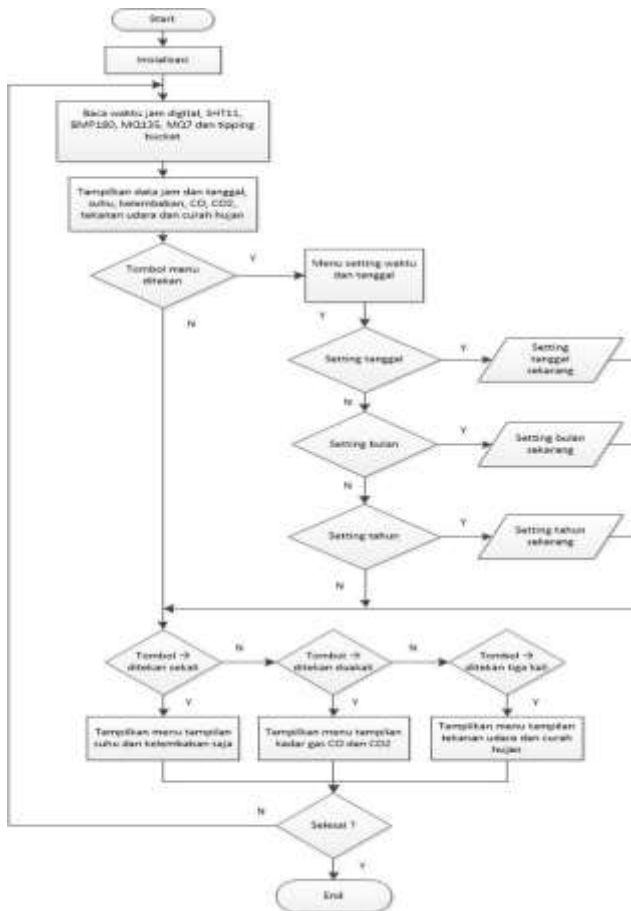 Start
Inisialisasi
Baca waktu jam digital, SHT11,
BMP180, MQ135, MQ7 dan tipping
bucket
Tampilkan data jam dan tanggal,
suhu, kelembaban, CO, CO2,
tekanan udara dan curah hujan
Tombol menu
ditekan
Y
Menu setting waktu
dan tanggal
N
Y
Setting tanggal
Y
Setting
tanggal
sekarang
N
Setting bulan
Y
Setting bulan
sekarang
N
Setting tahun
Y
Setting tahun
sekarang
N
Tombol →
ditekan sekali
N
Tombol →
ditekan duakali
N
Tombol →
ditekan tiga kali
Y
Y
Y
Tampilkan menu tampilan
suhu dan kelembaban saja
Tampilkan menu tampilan
kadar gas CO dan CO2
Tampilkan menu tampilan
tekanan udara dan curah
hujan
N
Selesai ?
Y
End